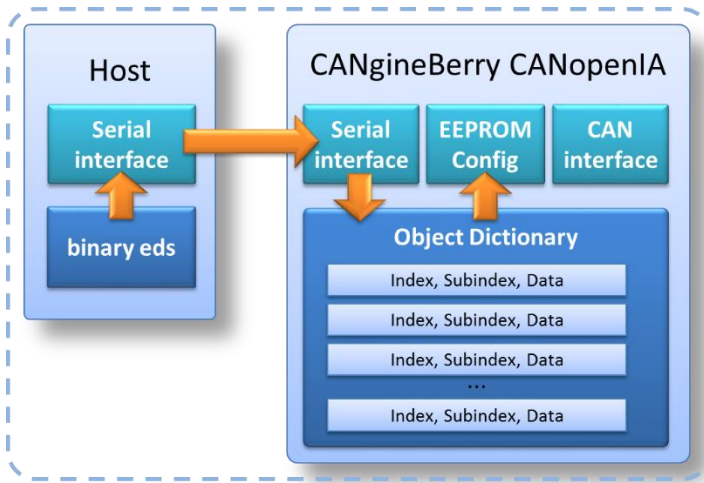 Host
Serial
interface
binary eds
CANgineBerry CANopenIA
Serial
interface
EEPROM
Config
CAN
interface
Object Dictionary
Index, Subindex, Data
Index, Subindex, Data
Index, Subindex, Data
...
Index, Subindex, Data